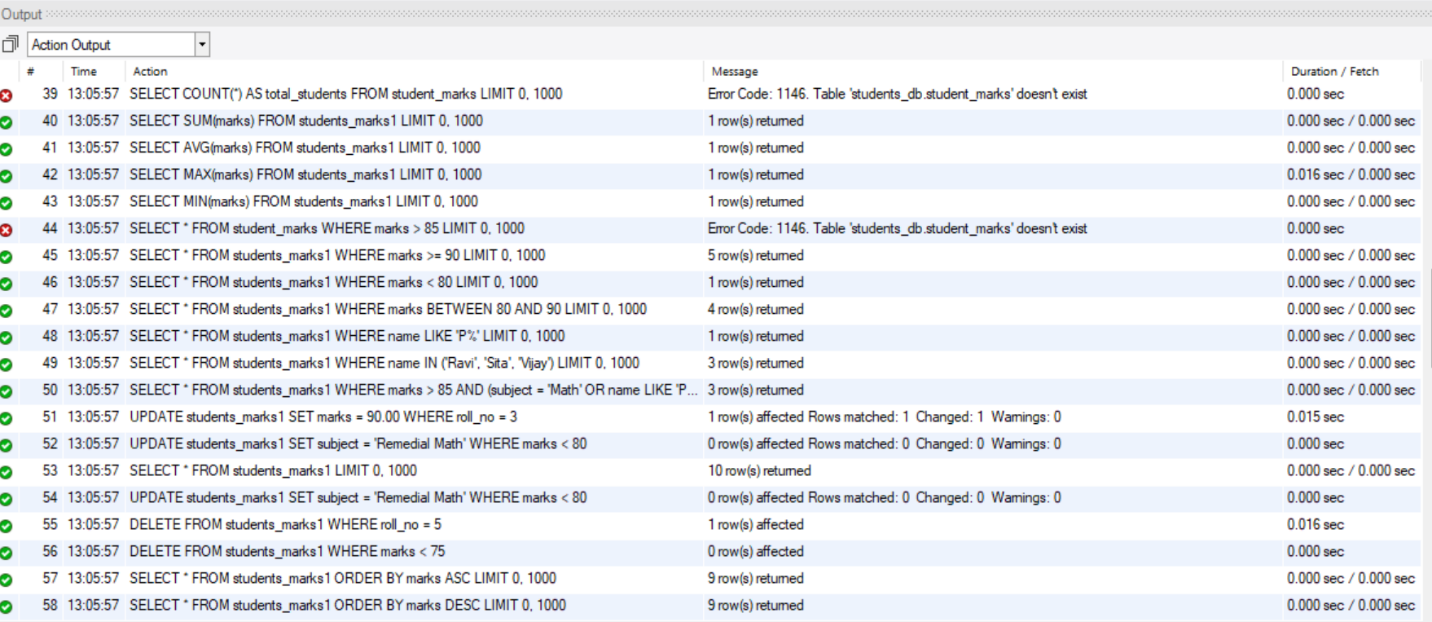 Output
Action Output
# Time Action Message Duration / Fetch
39 13:05:57 SELECT COUNT(*) AS total_students FROM student_marks LIMIT 0, 1000 Error Code: 1146. Table 'students_db.student_marks' doesn't exist 0.000 sec
40 13:05:57 SELECT SUM(marks) FROM students_marks1 LIMIT 0, 1000 1 row(s) returned 0.000 sec / 0.000 sec
41 13:05:57 SELECT AVG(marks) FROM students_marks1 LIMIT 0, 1000 1 row(s) returned 0.000 sec / 0.000 sec
42 13:05:57 SELECT MAX(marks) FROM students_marks1 LIMIT 0, 1000 1 row(s) returned 0.016 sec / 0.000 sec
43 13:05:57 SELECT MIN(marks) FROM students_marks1 LIMIT 0, 1000 1 row(s) returned 0.000 sec / 0.000 sec
44 13:05:57 SELECT * FROM student_marks WHERE marks > 85 LIMIT 0, 1000 Error Code: 1146. Table 'students_db.student_marks' doesn't exist 0.000 sec
45 13:05:57 SELECT * FROM students_marks1 WHERE marks >= 90 LIMIT 0, 1000 5 row(s) returned 0.000 sec / 0.000 sec
46 13:05:57 SELECT * FROM students_marks1 WHERE marks < 80 LIMIT 0, 1000 1 row(s) returned 0.000 sec / 0.000 sec
47 13:05:57 SELECT * FROM students_marks1 WHERE marks BETWEEN 80 AND 90 LIMIT 0, 1000 4 row(s) returned 0.000 sec / 0.000 sec
48 13:05:57 SELECT * FROM students_marks1 WHERE name LIKE 'P%' LIMIT 0, 1000 1 row(s) returned 0.000 sec / 0.000 sec
49 13:05:57 SELECT * FROM students_marks1 WHERE name IN ('Ravi', 'Sita', 'Vijay') LIMIT 0, 1000 3 row(s) returned 0.000 sec / 0.000 sec
50 13:05:57 SELECT * FROM students_marks1 WHERE marks > 85 AND (subject = 'Math' OR name LIKE 'P... 3 row(s) returned 0.000 sec / 0.000 sec
51 13:05:57 UPDATE students_marks1 SET marks = 90.00 WHERE roll_no = 3 1 row(s) affected Rows matched: 1 Changed: 1 Warnings: 0 0.015 sec
52 13:05:57 UPDATE students_marks1 SET subject = 'Remedial Math' WHERE marks < 80 0 row(s) affected Rows matched: 0 Changed: 0 Warnings: 0 0.000 sec
53 13:05:57 SELECT * FROM students_marks1 LIMIT 0, 1000 10 row(s) returned 0.000 sec / 0.000 sec
54 13:05:57 UPDATE students_marks1 SET subject = 'Remedial Math' WHERE marks < 80 0 row(s) affected Rows matched: 0 Changed: 0 Warnings: 0 0.000 sec
55 13:05:57 DELETE FROM students_marks1 WHERE roll_no = 5 1 row(s) affected 0.016 sec
56 13:05:57 DELETE FROM students_marks1 WHERE marks < 75 0 row(s) affected 0.000 sec
57 13:05:57 SELECT * FROM students_marks1 ORDER BY marks ASC LIMIT 0, 1000 9 row(s) returned 0.000 sec / 0.000 sec
58 13:05:57 SELECT * FROM students_marks1 ORDER BY marks DESC LIMIT 0, 1000 9 row(s) returned 0.000 sec / 0.000 sec